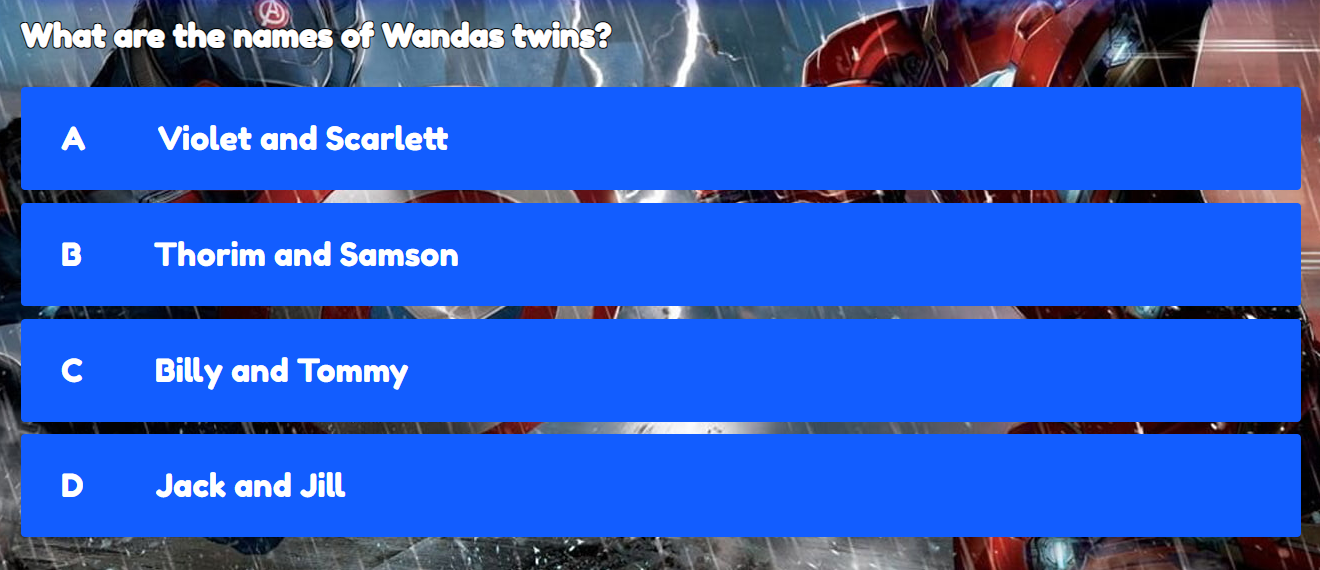 What are the names of Wandas twins?
A Violet and Scarlett
B Thorim and Samson
C Billy and Tommy
D Jack and Jill